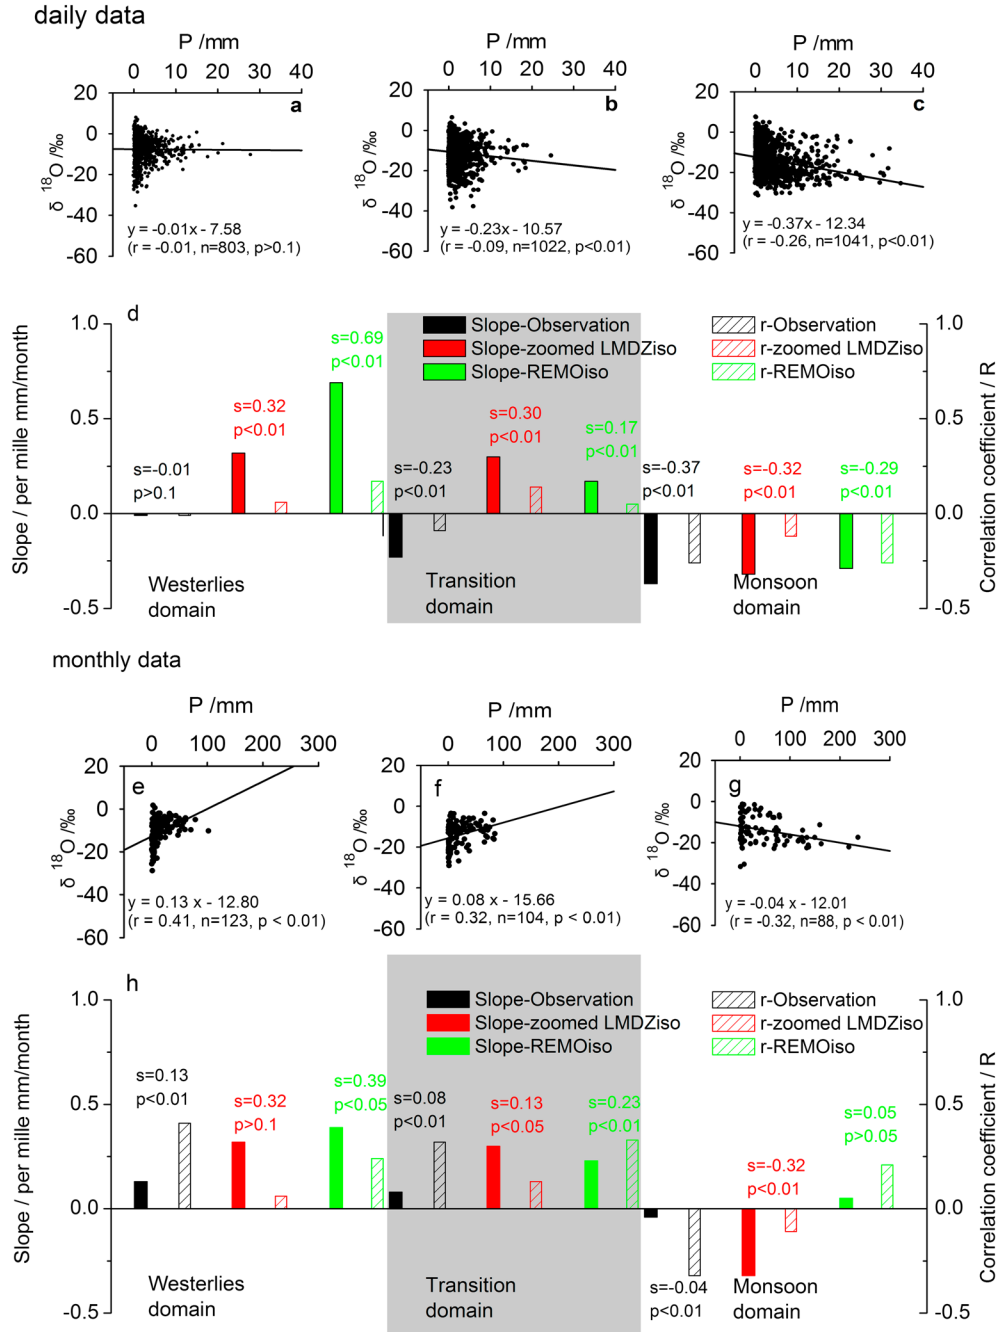 daily data
P /mm
P /mm
P /mm
0 10 20 30 40
0 10 20 30 40
0 10 20 30 40
20
0
-20
-40
-60
δ 18O /‰
a
y = -0.01x - 7.58
(r = -0.01, n=803, p>0.1)
20
0
-20
-40
-60
δ 18O /‰
b
y = -0.23x - 10.57
(r = -0.09, n=1022, p<0.01)
20
0
-20
-40
-60
δ 18O /‰
c
y = -0.37x - 12.34
(r = -0.26, n=1041, p<0.01)
d
Slope / per mille mm/month
1.0
0.5
0.0
-0.5
Slope-Observation
Slope-zoomed LMDZiso
Slope-REMOiso
r-Observation
r-zoomed LMDZiso
r-REMOiso
s=-0.01
p>0.1
s=0.32
p<0.01
s=0.69
p<0.01
s=-0.23
p<0.01
s=0.30
p<0.01
s=0.17
p<0.01
s=-0.37
p<0.01
s=-0.32
p<0.01
s=-0.29
p<0.01
Westerlies
domain
Transition
domain
Monsoon
domain
1.0
0.5
0.0
-0.5
Correlation coefficient / R
monthly data
P /mm
P /mm
P /mm
0 100 200 300
0 100 200 300
0 100 200 300
20
0
-20
-40
-60
δ 18O /‰
e
y = 0.13 x - 12.80
(r = 0.41, n=123, p < 0.01)
20
0
-20
-40
-60
δ 18O /‰
f
y = 0.08 x - 15.66
(r = 0.32, n=104, p < 0.01)
20
0
-20
-40
-60
δ 18O /‰
g
y = -0.04 x - 12.01
(r = -0.32, n=88, p < 0.01)
h
Slope / per mille mm/month
1.0
0.5
0.0
-0.5
Slope-Observation
Slope-zoomed LMDZiso
Slope-REMOiso
r-Observation
r-zoomed LMDZiso
r-REMOiso
s=0.13
p<0.01
s=0.32
p>0.1
s=0.39
p<0.05
s=0.08
p<0.01
s=0.13
p<0.05
s=0.23
p<0.01
s=-0.04
p<0.01
s=-0.32
p<0.01
s=0.05
p>0.05
Westerlies
domain
Transition
domain
Monsoon
domain
1.0
0.5
0.0
-0.5
Correlation coefficient / R